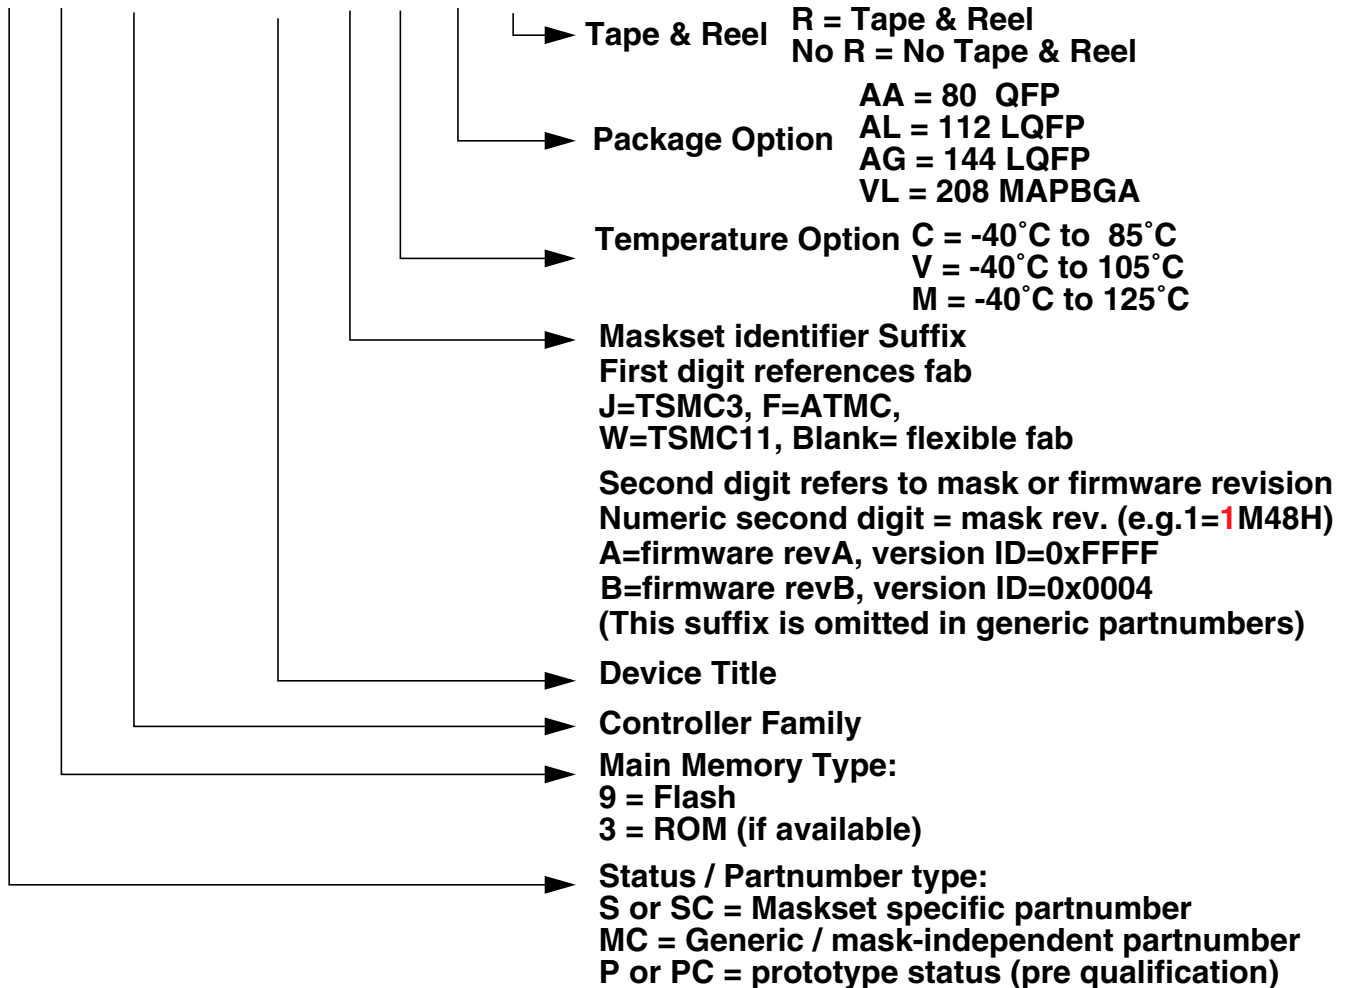 Tape & Reel
R = Tape & Reel
No R = No Tape & Reel
Package Option
AA = 80 QFP
AL = 112 LQFP
AG = 144 LQFP
VL = 208 MAPBGA
Temperature Option
C = -40˚C to 85˚C
V = -40˚C to 105˚C
M = -40˚C to 125˚C
Maskset identifier Suffix
First digit references fab
J=TSMC3, F=ATMC,
W=TSMC11, Blank= flexible fab
Second digit refers to mask or firmware revision
Numeric second digit = mask rev. (e.g.1=1M48H)
A=firmware revA, version ID=0xFFFF
B=firmware revB, version ID=0x0004
(This suffix is omitted in generic partnumbers)
Device Title
Controller Family
Main Memory Type:
9 = Flash
3 = ROM (if available)
Status / Partnumber type:
S or SC = Maskset specific partnumber
MC = Generic / mask-independent partnumber
P or PC = prototype status (pre qualification)